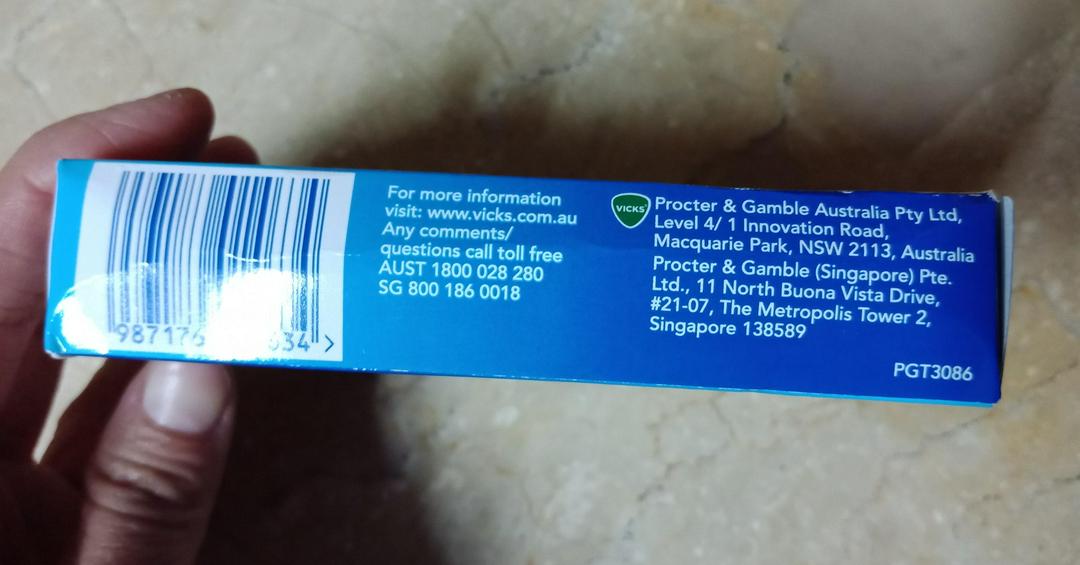 987176
634 >
For more information
visit: www.vicks.com.au
Any comments/
questions call toll free
AUST 1800 028 280
SG 800 186 0018
VICKS
Procter & Gamble Australia Pty Ltd,
Level 4/ 1 Innovation Road,
Macquarie Park, NSW 2113, Australia
Procter & Gamble (Singapore) Pte.
Ltd., 11 North Buona Vista Drive,
#21-07, The Metropolis Tower 2,
Singapore 138589
PGT3086